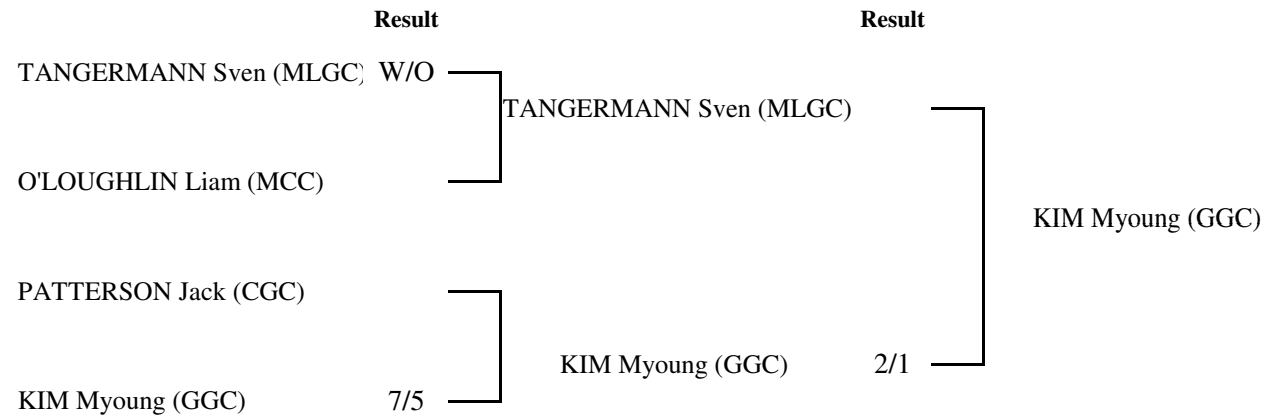 Result Result
TANGERMANN Sven (MLGC) W/O
TANGERMANN Sven (MLGC)
O'LOUGHLIN Liam (MCC)
KIM Myoung (GGC)
PATTERSON Jack (CGC)
KIM Myoung (GGC) 2/1
KIM Myoung (GGC) 7/5